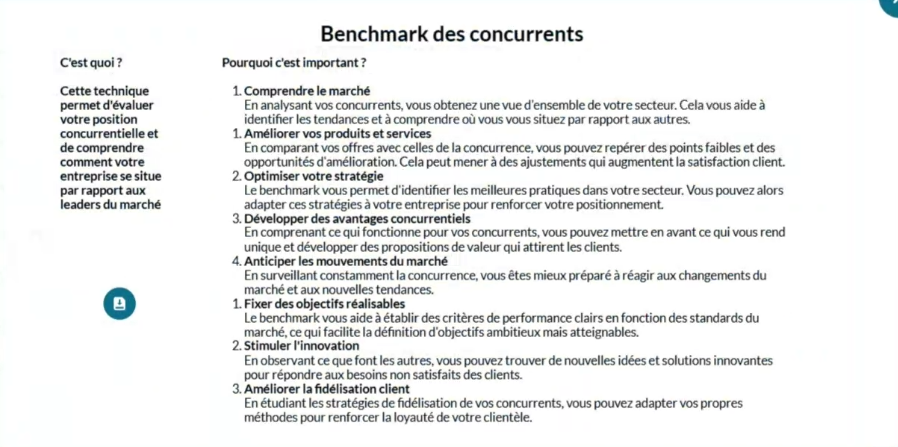 Benchmark des concurrents
C'est quoi ?
Cette technique
permet d'évaluer
votre position
concurrentielle et
de comprendre
comment votre
entreprise se situe
par rapport aux
leaders du marché
Pourquoi c'est important ?
1. Comprendre le marché
En analysant vos concurrents, vous obtenez une vue d'ensemble de votre secteur. Cela vous aide à
identifier les tendances et à comprendre où vous vous situez par rapport aux autres.
1. Améliorer vos produits et services
En comparant vos offres avec celles de la concurrence, vous pouvez repérer des points faibles et des
opportunités d'amélioration. Cela peut mener à des ajustements qui augmentent la satisfaction client.
2. Optimiser votre stratégie
Le benchmark vous permet d'identifier les meilleures pratiques dans votre secteur. Vous pouvez alors
adapter ces stratégies à votre entreprise pour renforcer votre positionnement.
3. Développer des avantages concurrentiels
En comprenant ce qui fonctionne pour vos concurrents, vous pouvez mettre en avant ce qui vous rend
unique et développer des propositions de valeur qui attirent les clients.
4. Anticiper les mouvements du marché
En surveillant constamment la concurrence, vous êtes mieux préparé à réagir aux changements du
marché et aux nouvelles tendances.
1. Fixer des objectifs réalisables
Le benchmark vous aide à établir des critères de performance clairs en fonction des standards du
marché, ce qui facilite la définition d'objectifs ambitieux mais atteignables.
2. Stimuler l'innovation
En observant ce que font les autres, vous pouvez trouver de nouvelles idées et solutions innovantes
pour répondre aux besoins non satisfaits des clients.
3. Améliorer la fidélisation client
En étudiant les stratégies de fidélisation de vos concurrents, vous pouvez adapter vos propres
méthodes pour renforcer la loyauté de votre clientèle.